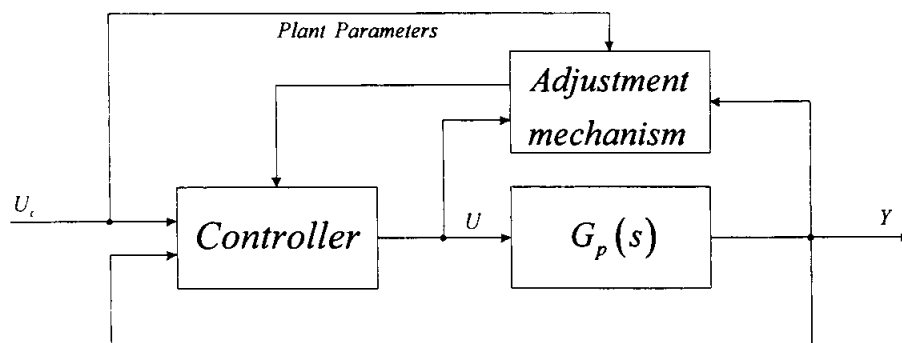 Plant Parameters
Adjustment
mechanism
U_c
Controller
U
G_p(s)
Y